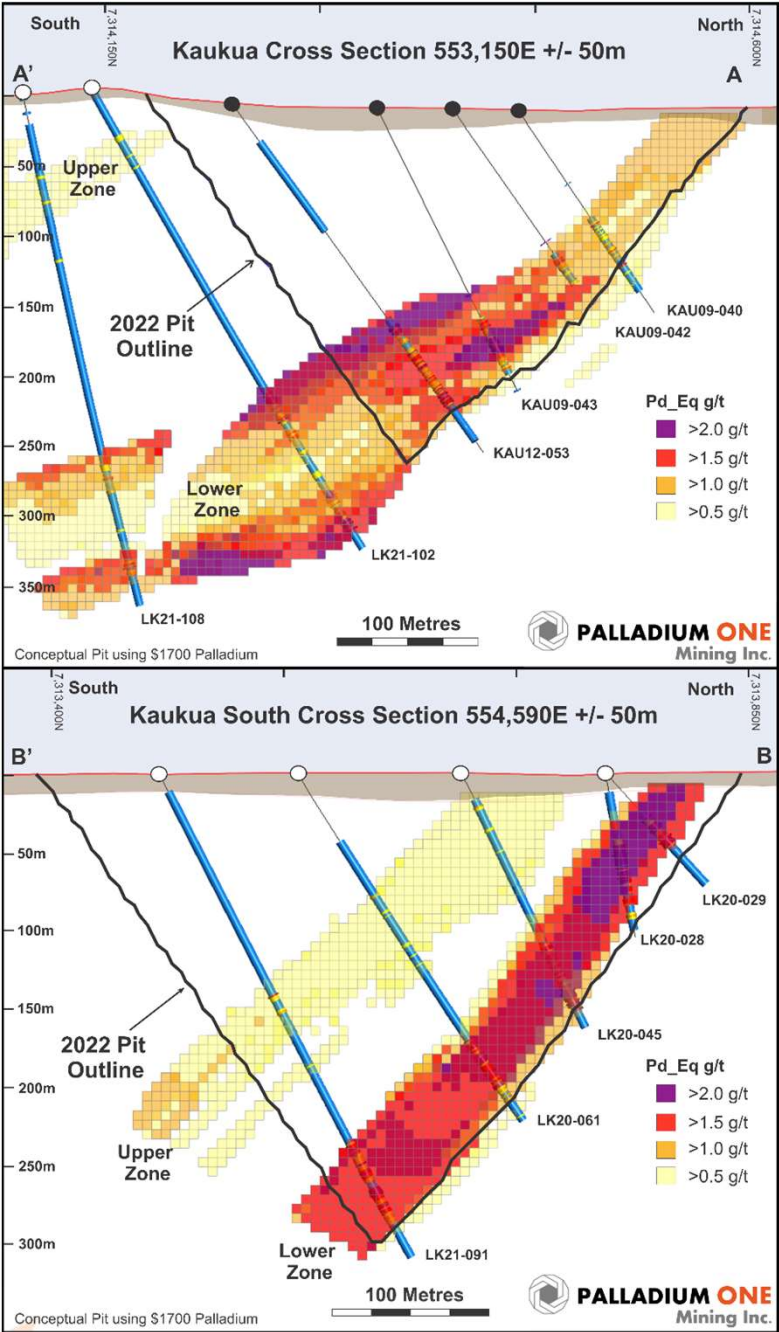 South
7,314,150N
North
7,314,600N
Kaukua Cross Section 553,150E +/- 50m
A'
A
50m
Upper
Zone
100m
150m
2022 Pit
Outline
KAU09-040
KAU09-042
200m
KAU09-043
Pd_Eq g/t
>2.0 g/t
>1.5 g/t
>1.0 g/t
>0.5 g/t
250m
KAU12-053
Lower
Zone
300m
LK21-102
350m
LK21-108
100 Metres
PALLADIUM ONE
Mining Inc.
Conceptual Pit using $1700 Palladium
7,313,400N
South
North
7,313,850N
Kaukua South Cross Section 554,590E +/- 50m
B'
B
50m
LK20-029
100m
LK20-028
150m
LK20-045
2022 Pit
Outline
Pd_Eq g/t
>2.0 g/t
>1.5 g/t
>1.0 g/t
>0.5 g/t
200m
LK20-061
Upper
Zone
250m
LK21-091
Lower
Zone
300m
100 Metres
PALLADIUM ONE
Mining Inc.
Conceptual Pit using $1700 Palladium